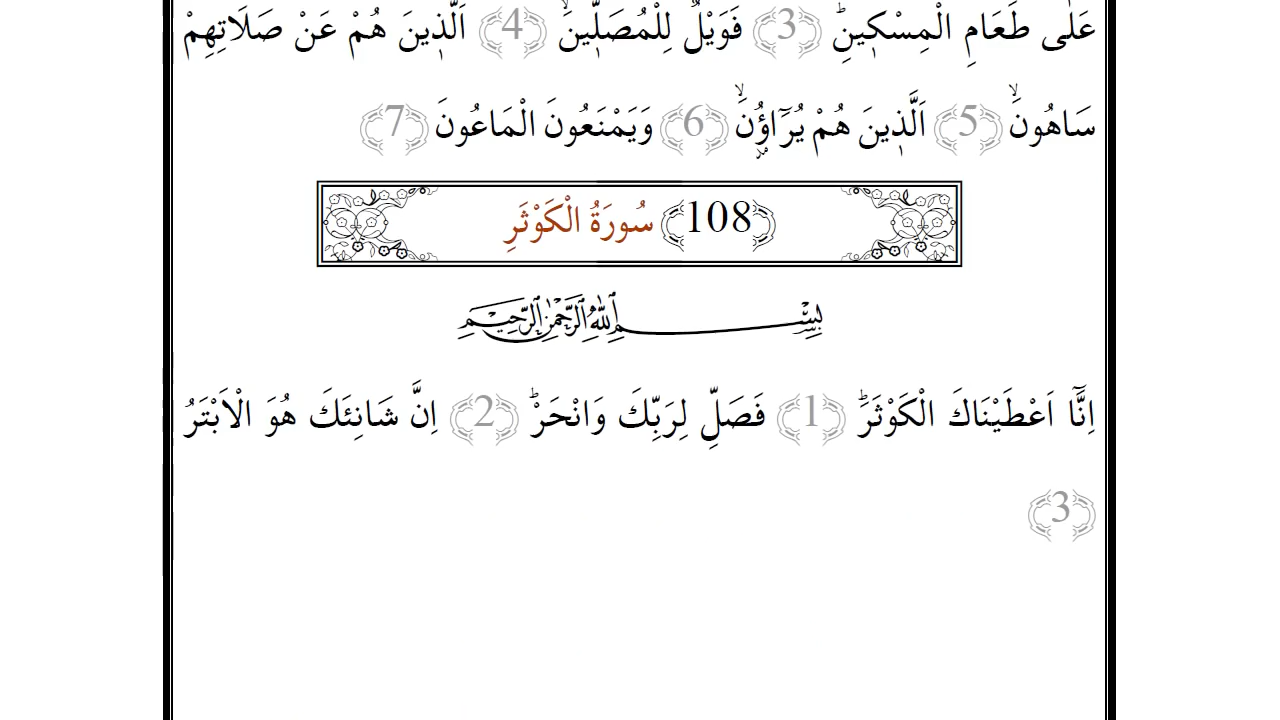 عَلٰى طَعَامِ الْمِسْكٖينِۜ ﴿3﴾ فَوَيْلٌ لِلْمُصَلّٖينَۙ ﴿4﴾ اَلَّذٖينَ هُمْ عَنْ صَلَاتِهِمْ
سَاهُونَۙ ﴿5﴾ اَلَّذٖينَ هُمْ يُرَٓاؤُ۫نَۙ ﴿6﴾ وَيَمْنَعُونَ الْمَاعُونَ ﴿7﴾
﴿108﴾ سُورَةُ الْكَوْثَرِ
بِسْمِ اللّٰهِ الرَّحْمٰنِ الرَّحِيمِ
اِنَّٓا اَعْطَيْنَاكَ الْكَوْثَرَۜ ﴿1﴾ فَصَلِّ لِرَبِّكَ وَانْحَرْۜ ﴿2﴾ اِنَّ شَانِئَكَ هُوَ الْاَبْتَرُ
﴿3﴾